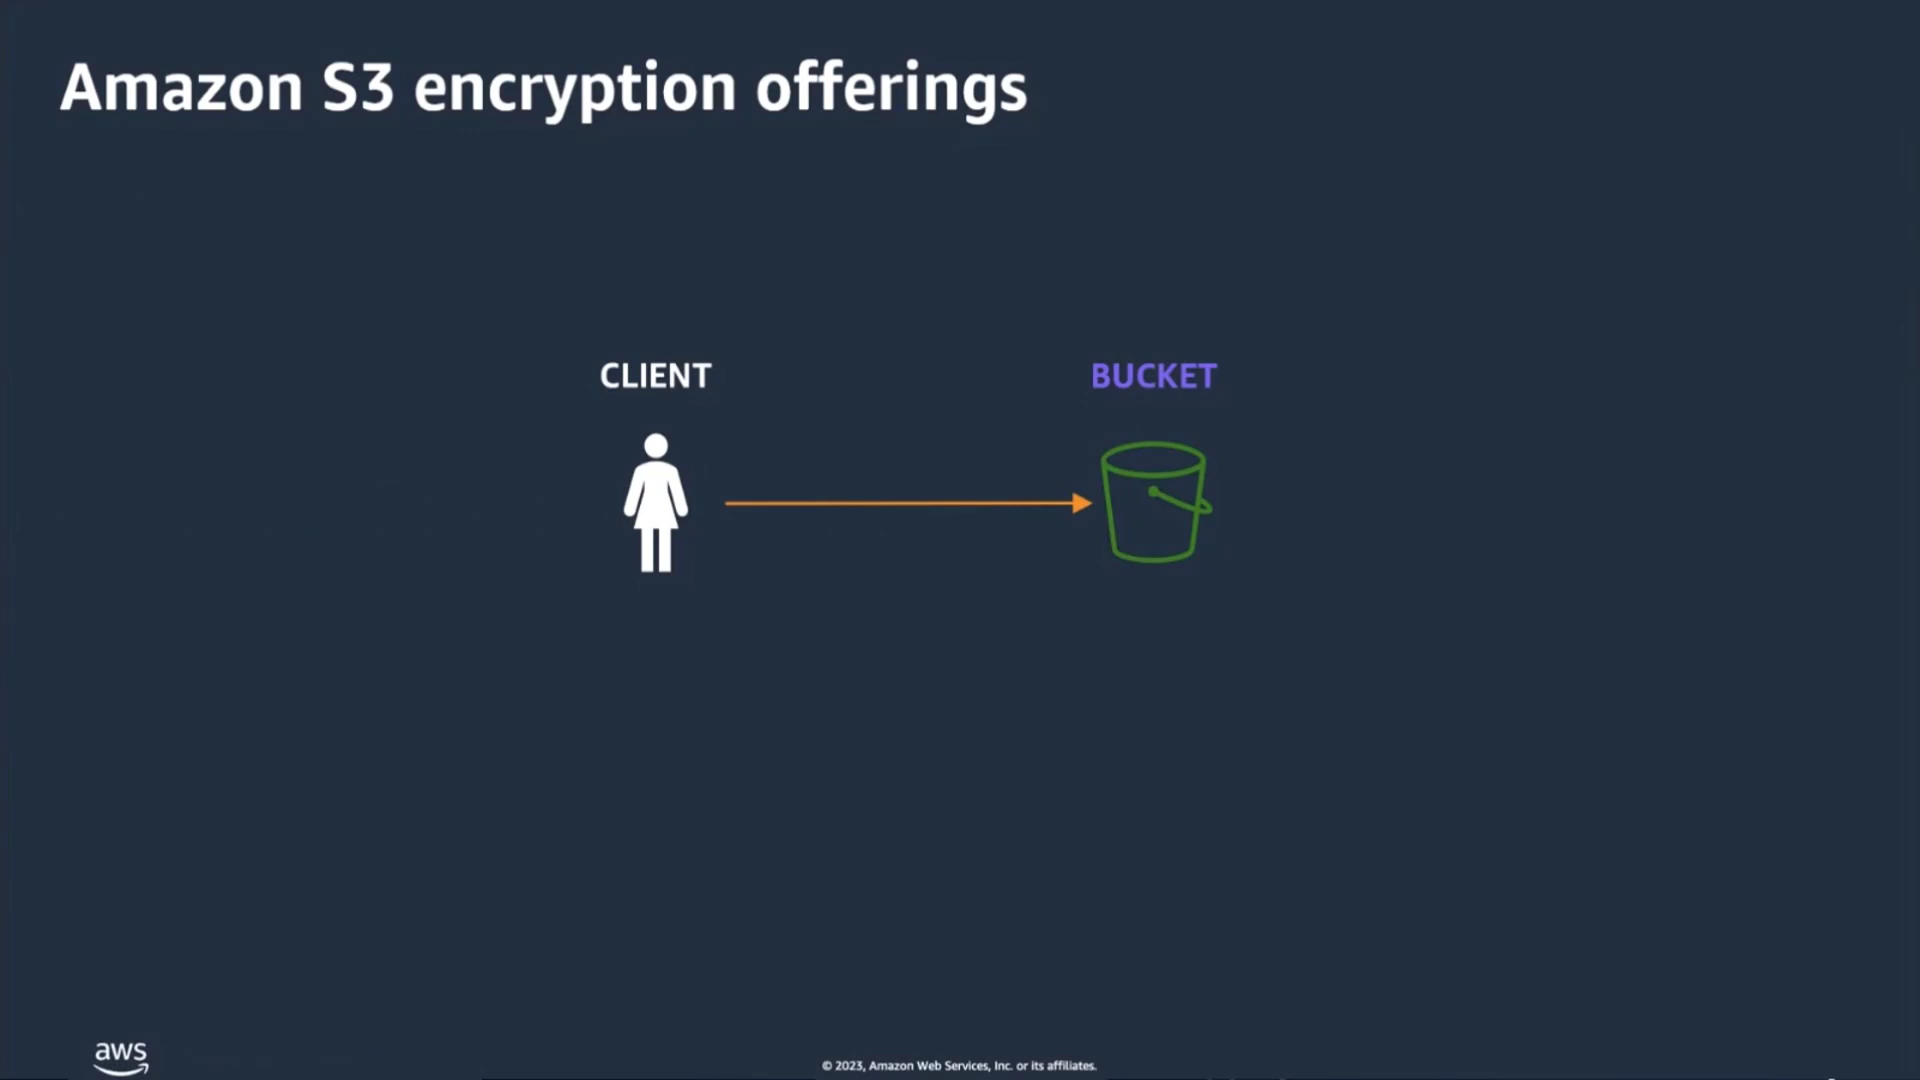 Amazon S3 encryption offerings
CLIENT
BUCKET
aws
© 2023, Amazon Web Services, Inc. or its affiliates.